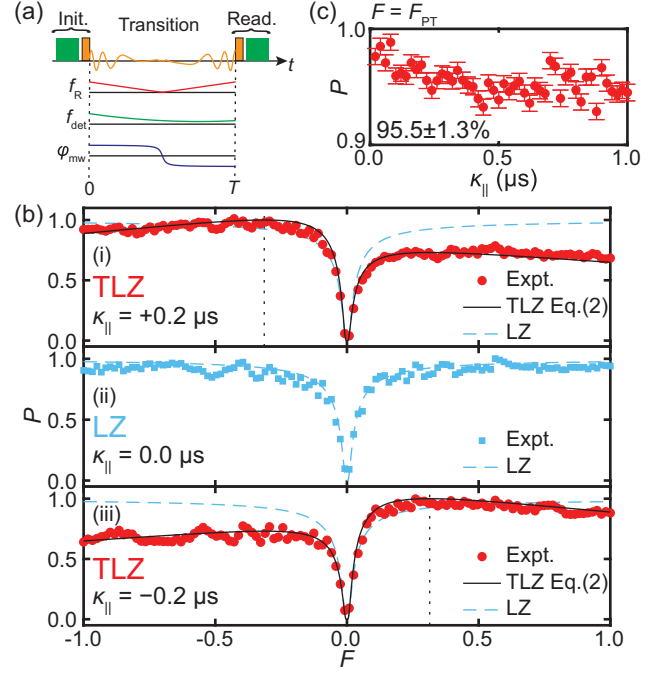 (a)
Init. Transition Read.
t
f_R
f_det
φ_mw
0 T
(c)
F = F_PT
P
0.9 1.0
95.5±1.3%
0.0 0.5 1.0
κ_|| (μs)
(b)
1.0
0.5
0.0
(i)
TLZ
κ_|| = +0.2 μs
Expt.
TLZ Eq.(2)
LZ
P
1.0
0.5
0.0
(ii)
LZ
κ_|| = 0.0 μs
Expt.
LZ
1.0
0.5
0.0
(iii)
TLZ
κ_|| = −0.2 μs
Expt.
TLZ Eq.(2)
LZ
-1.0 -0.5 0.0 0.5 1.0
F